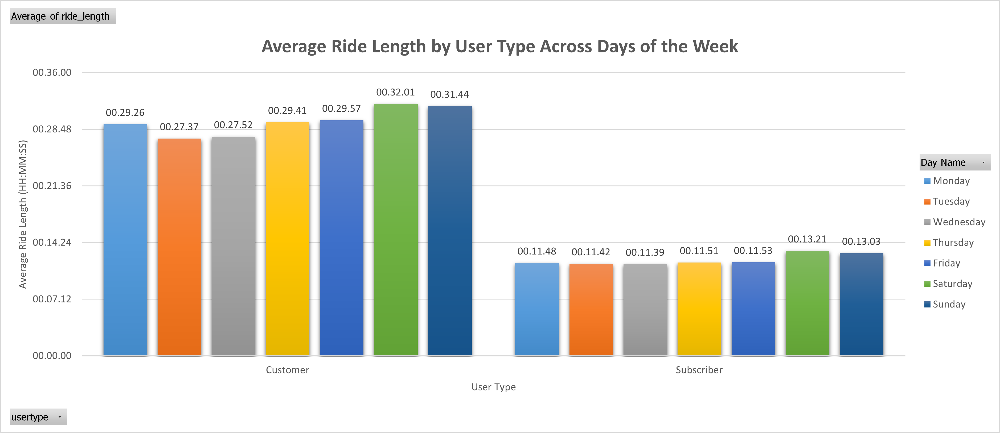 Average of ride_length
Average Ride Length by User Type Across Days of the Week
Average Ride Length (HH:MM:SS)
00.36.00
00.28.48
00.21.36
00.14.24
00.07.12
00.00.00
00.29.26
00.27.37
00.27.52
00.29.41
00.29.57
00.32.01
00.31.44
00.11.48
00.11.42
00.11.39
00.11.51
00.11.53
00.13.21
00.13.03
Customer
Subscriber
User Type
Day Name
Monday
Tuesday
Wednesday
Thursday
Friday
Saturday
Sunday
usertype